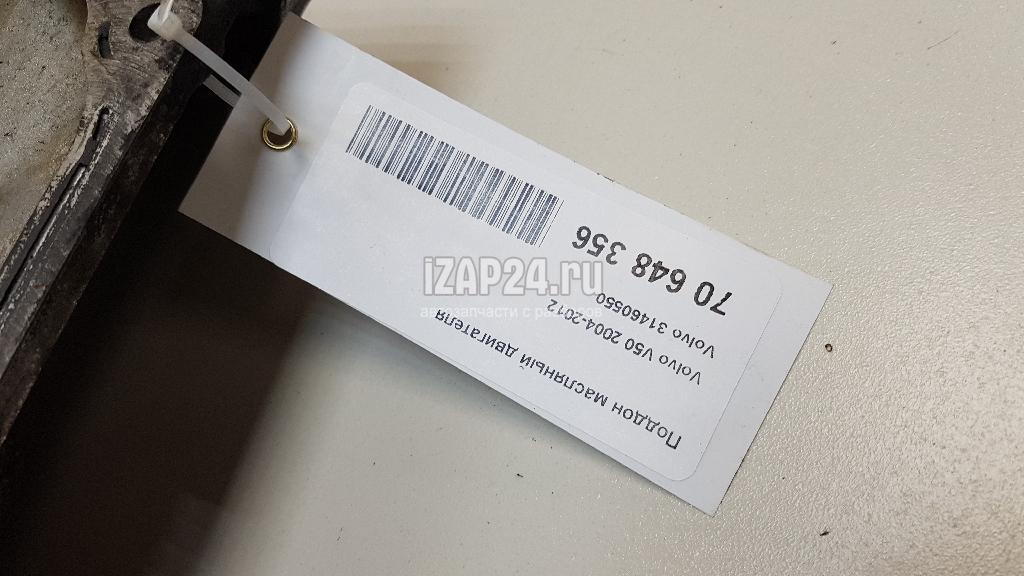 Поддон масляный двигателя
Volvo V50 2004-2012
Volvo 31460550
70 648 356
iZAP24.ru
автозапчасти с разборов